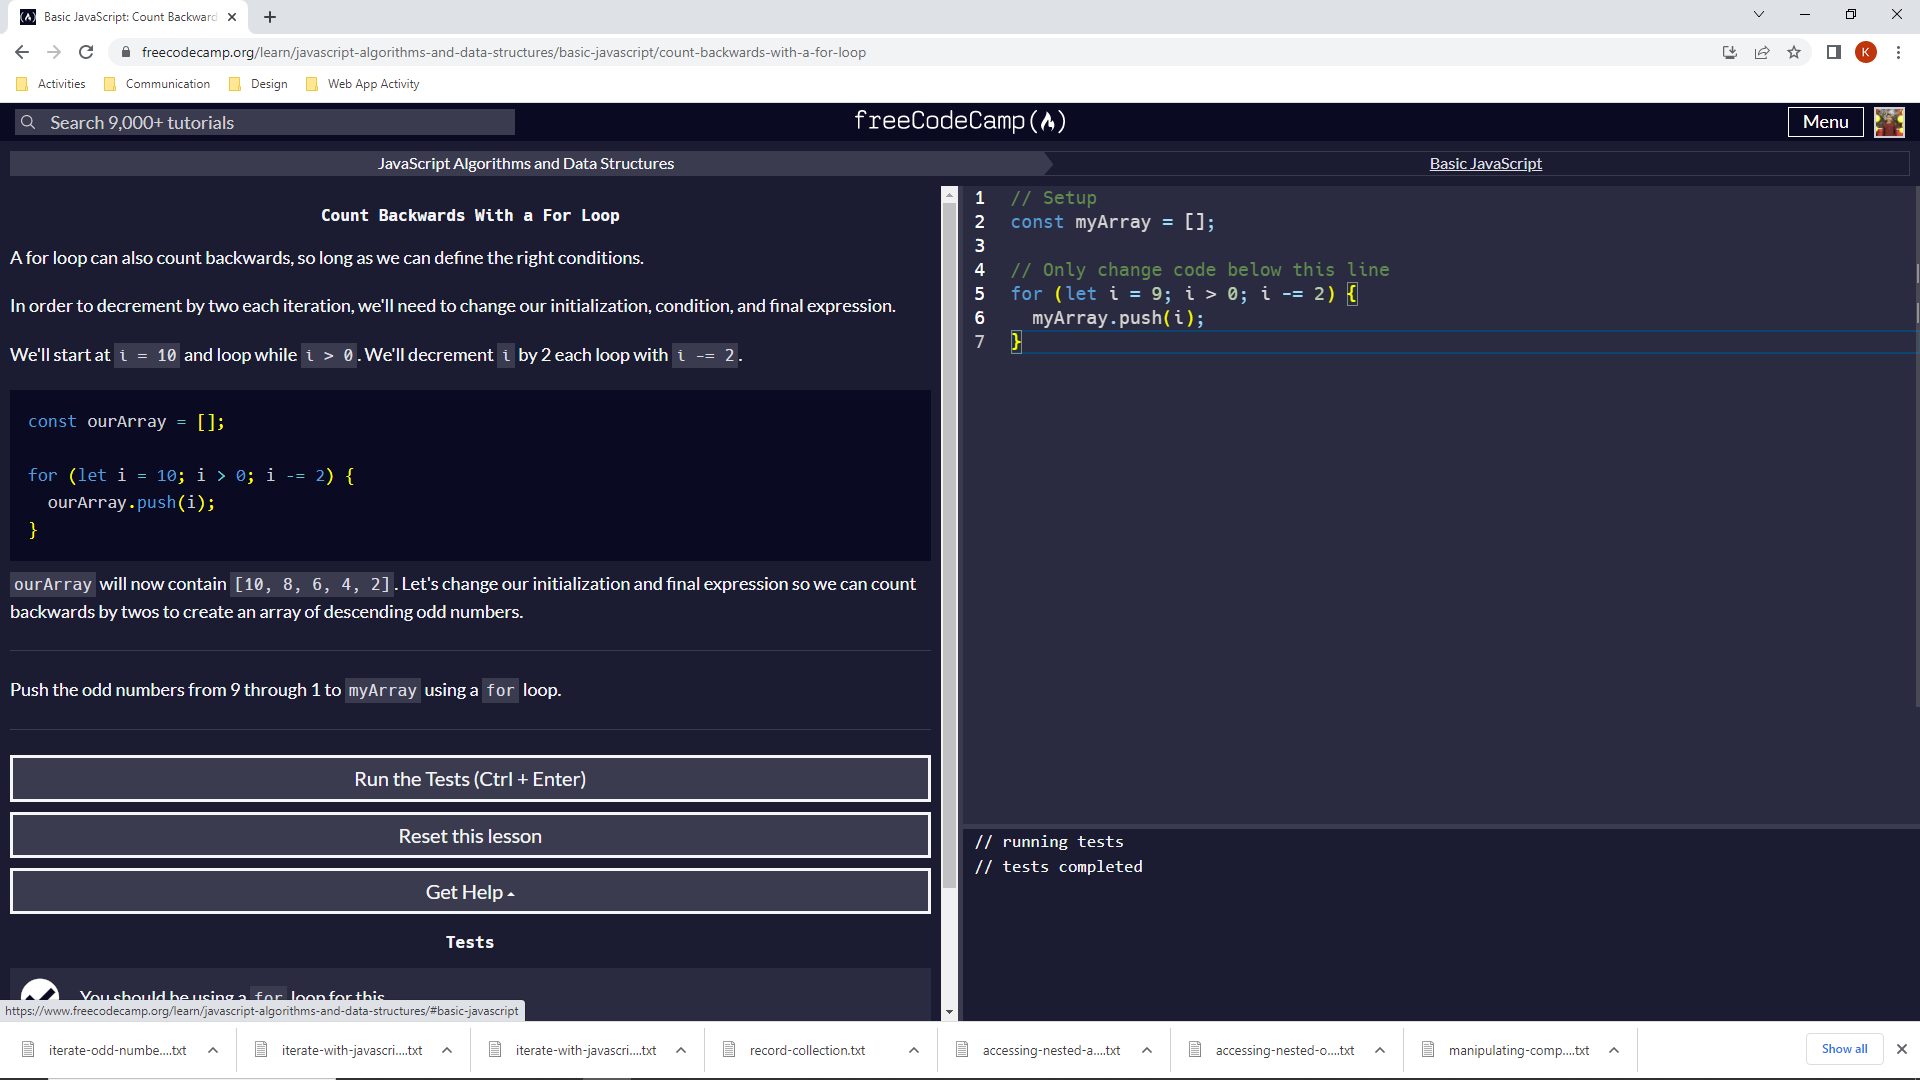 Basic JavaScript: Count Backward
freecodecamp.org/learn/javascript-algorithms-and-data-structures/basic-javascript/count-backwards-with-a-for-loop
K
Activities Communication Design Web App Activity
Search 9,000+ tutorials
freeCodeCamp
Menu
JavaScript Algorithms and Data Structures
Basic JavaScript
Count Backwards With a For Loop
A for loop can also count backwards, so long as we can define the right conditions.
In order to decrement by two each iteration, we'll need to change our initialization, condition, and final expression.
We'll start at i = 10 and loop while i > 0. We'll decrement i by 2 each loop with i -= 2.
const ourArray = [];
for (let i = 10; i > 0; i -= 2) {
ourArray.push(i);
}
ourArray will now contain [10, 8, 6, 4, 2]. Let's change our initialization and final expression so we can count
backwards by twos to create an array of descending odd numbers.
Push the odd numbers from 9 through 1 to myArray using a for loop.
Run the Tests (Ctrl + Enter)
Reset this lesson
Get Help
Tests
You should be using a for loop for this.
https://www.freecodecamp.org/learn/javascript-algorithms-and-data-structures/#basic-javascript
1 // Setup
2 const myArray = [];
3
4 // Only change code below this line
5 for (let i = 9; i > 0; i -= 2) {
6 myArray.push(i);
7 }
// running tests
// tests completed
iterate-odd-numbe....txt
iterate-with-javascri....txt
iterate-with-javascri....txt
record-collection.txt
accessing-nested-a....txt
accessing-nested-o....txt
manipulating-comp....txt
Show all